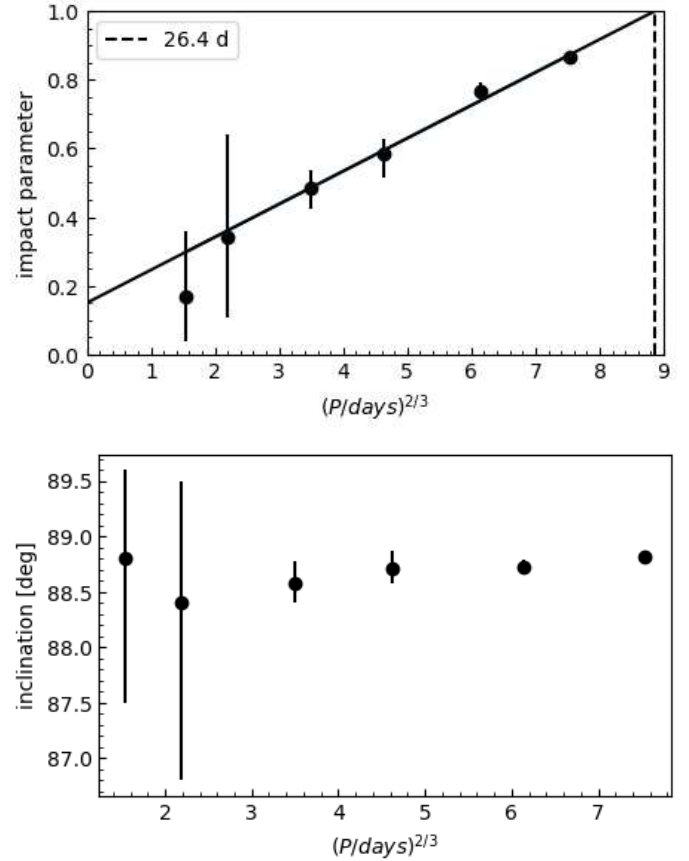 1.0
26.4 d
0.8
0.6
0.4
0.2
0.0
impact parameter
0 1 2 3 4 5 6 7 8 9
(P/days)^{2/3}
89.5
89.0
88.5
88.0
87.5
87.0
inclination [deg]
2 3 4 5 6 7
(P/days)^{2/3}